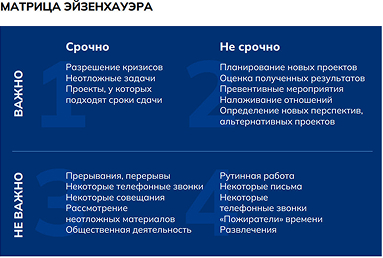 МАТРИЦА ЭЙЗЕНХАУЭРА
Срочно
Не срочно
ВАЖНО
1
Разрешение кризисов
Неотложные задачи
Проекты, у которых
подходят сроки сдачи
2
Планирование новых проектов
Оценка полученных результатов
Превентивные мероприятия
Налаживание отношений
Определение новых перспектив,
альтернативных проектов
НЕ ВАЖНО
3
Прерывания, перерывы
Некоторые телефонные звонки
Некоторые совещания
Рассмотрение
неотложных материалов
Общественная деятельность
4
Рутинная работа
Некоторые письма
Некоторые
телефонные звонки
«Пожиратели» времени
Развлечения